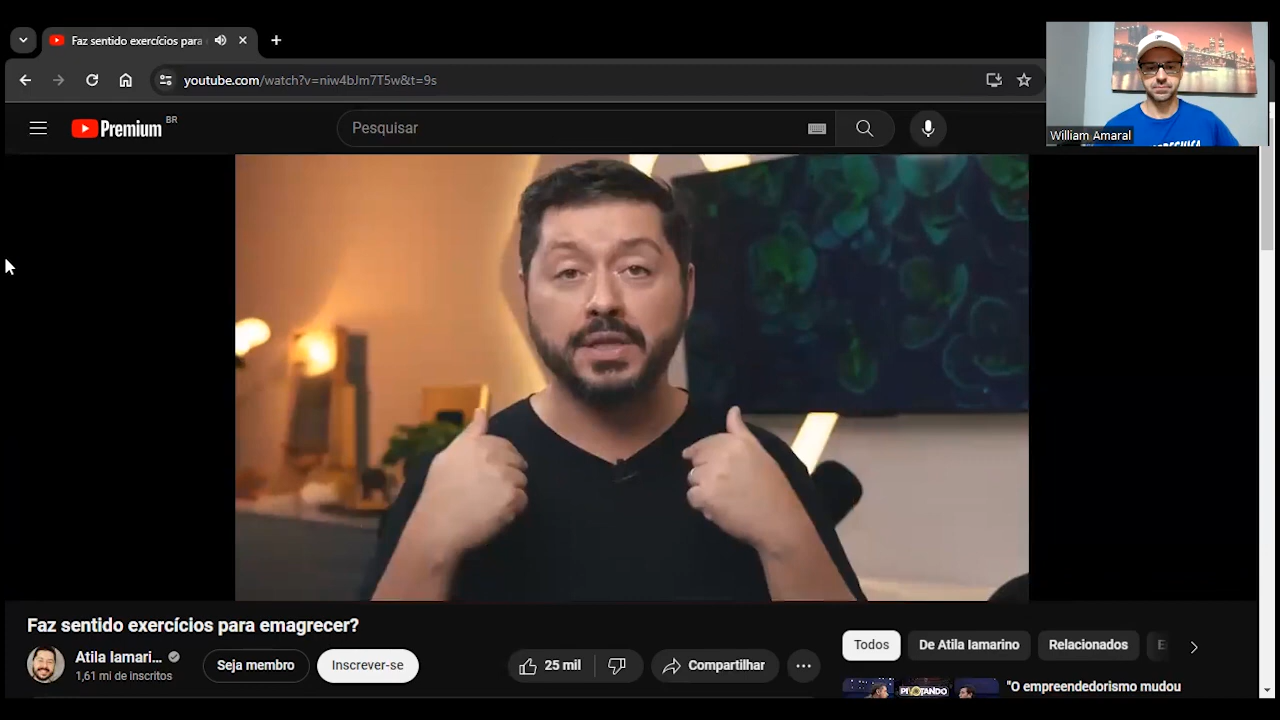 Faz sentido exercícios para
youtube.com/watch?v=niw4bJm7T5w&t=9s
Premium BR
Pesquisar
William Amaral
Faz sentido exercícios para emagrecer?
Atila Iamari...
1,61 mi de inscritos
Seja membro
Inscrever-se
25 mil
Compartilhar
Todos
De Atila Iamarino
Relacionados
"O empreendedorismo mudou